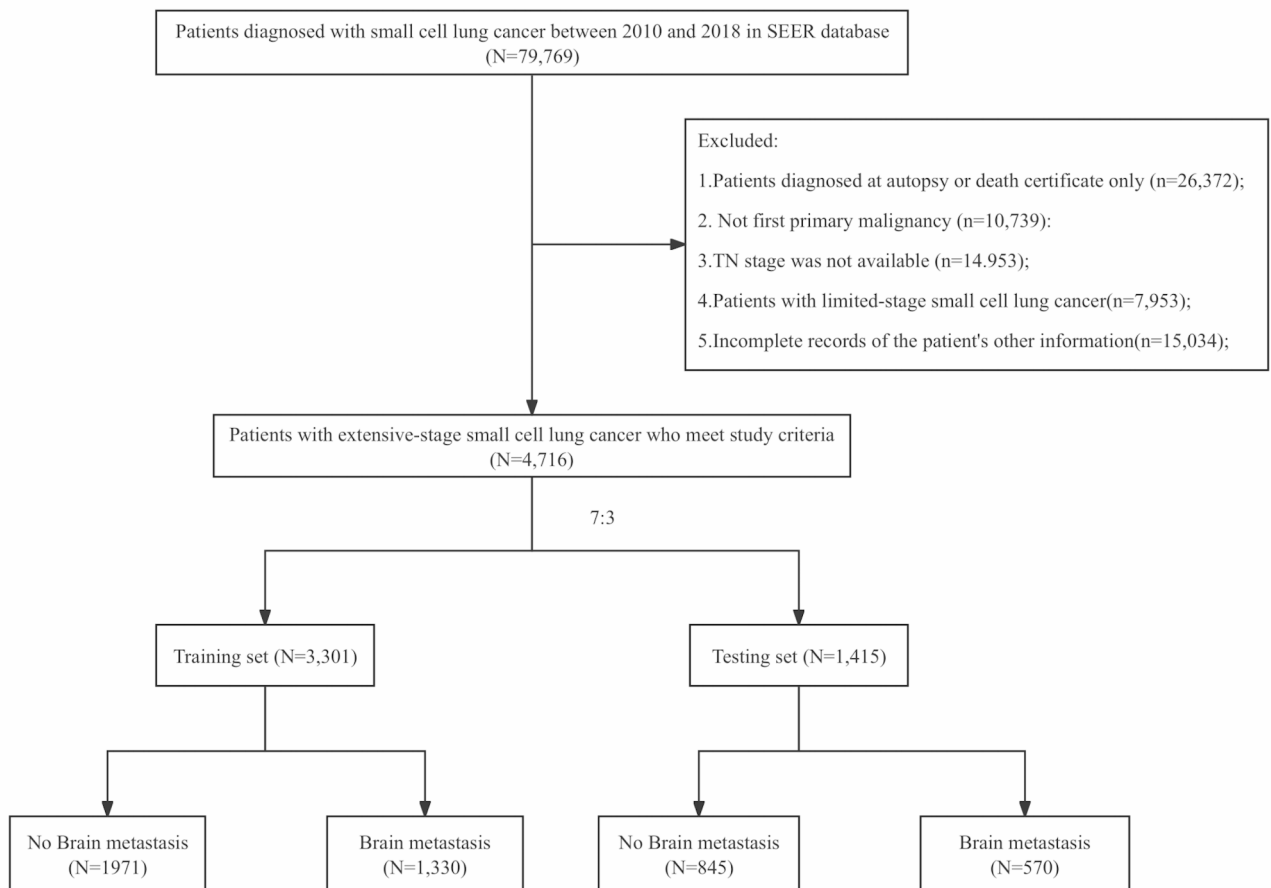 Patients diagnosed with small cell lung cancer between 2010 and 2018 in SEER database
(N=79,769)
Excluded:
1.Patients diagnosed at autopsy or death certificate only (n=26,372);
2. Not first primary malignancy (n=10,739):
3.TN stage was not available (n=14.953);
4.Patients with limited-stage small cell lung cancer(n=7,953);
5.Incomplete records of the patient's other information(n=15,034);
Patients with extensive-stage small cell lung cancer who meet study criteria
(N=4,716)
7:3
Training set (N=3,301)
Testing set (N=1,415)
No Brain metastasis
(N=1971)
Brain metastasis
(N=1,330)
No Brain metastasis
(N=845)
Brain metastasis
(N=570)